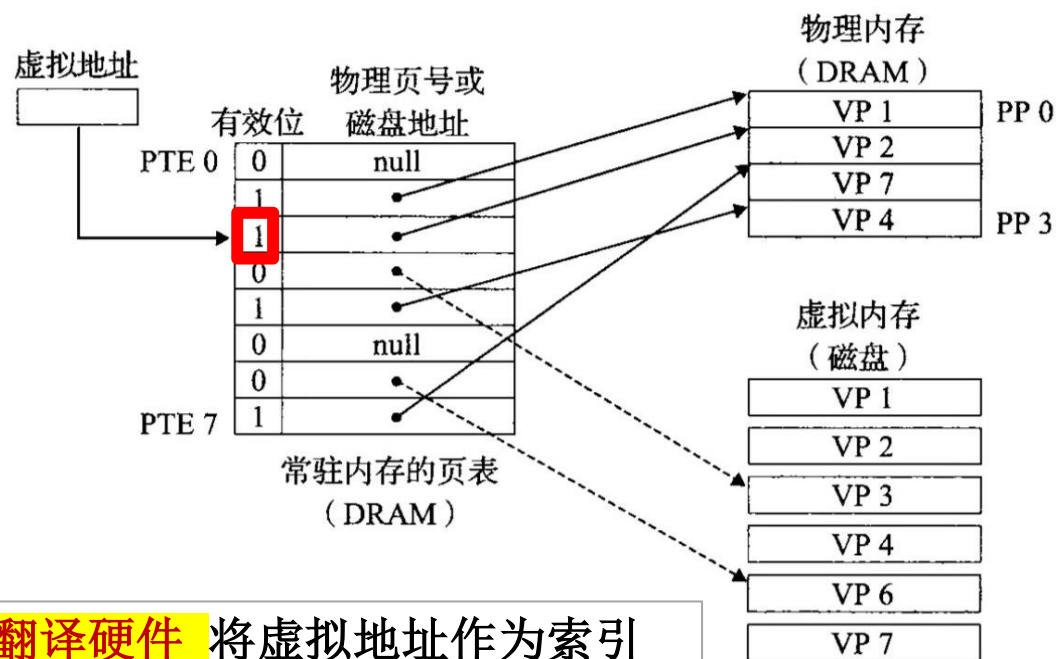 虚拟地址
有效位
物理页号或
磁盘地址
PTE 0 0 null
1
1
0
1
0 null
0
PTE 7 1
常驻内存的页表
（DRAM）
物理内存
（DRAM）
VP 1 PP 0
VP 2
VP 7
VP 4 PP 3
虚拟内存
（磁盘）
VP 1
VP 2
VP 3
VP 4
VP 6
VP 7
翻译硬件 将虚拟地址作为索引